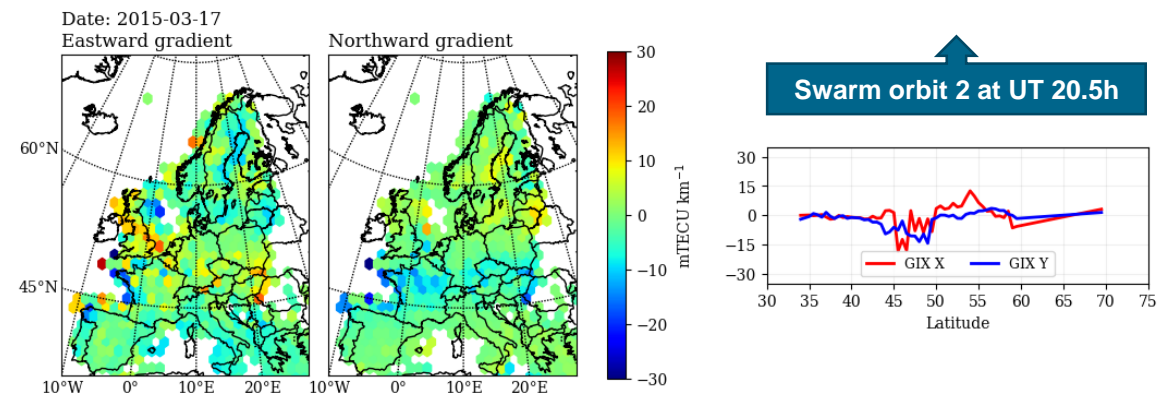 Date: 2015-03-17
Eastward gradient
Northward gradient
60°N
45°N
10°W 0° 10°E 20°E
10°W 0° 10°E 20°E
30
20
10
0
−10
−20
−30
mTECU km⁻¹
Swarm orbit 2 at UT 20.5h
30
15
0
−15
−30
GIX X GIX Y
30 35 40 45 50 55 60 65 70 75
Latitude